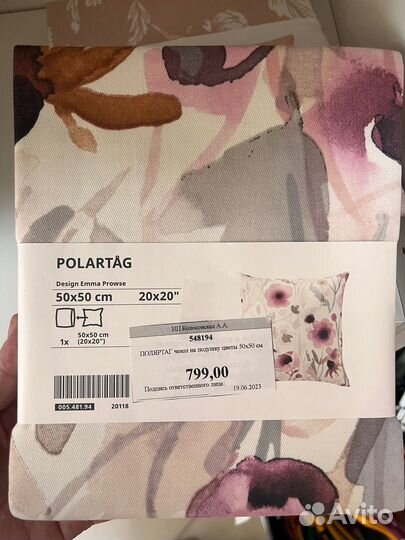 POLARTÅG
Design Emma Prowse
50x50 cm 20x20"
50x50 cm
(20x20")
1x
005.481.94 20118
ИП Колосовская А.А.
548194
ПОЛЯРТАГ чехол на подушку цветы 50х50 см
799,00
Подпись ответственного лица: 19.06.2023
Avito